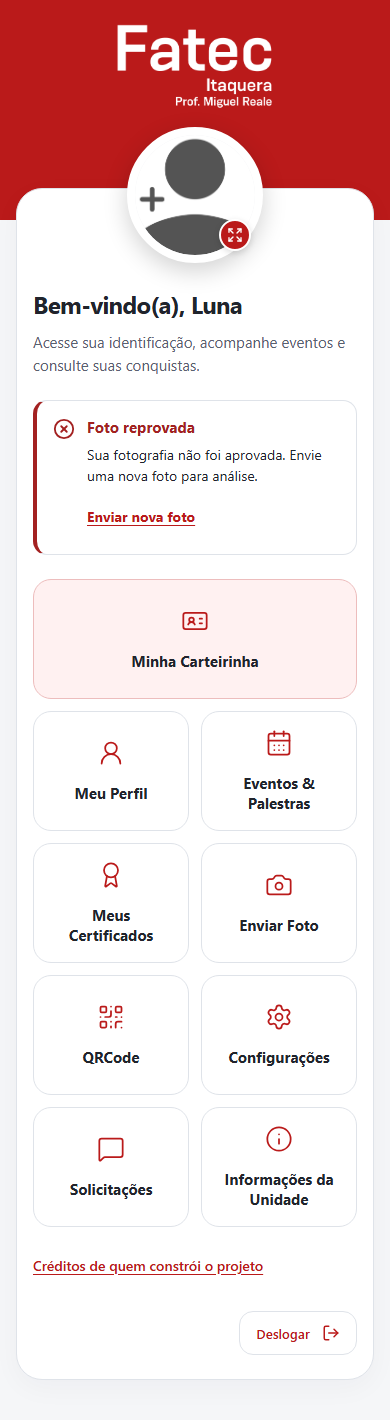 Fatec
Itaquera
Prof. Miguel Reale
Bem-vindo(a), Luna
Acesse sua identificação, acompanhe eventos e
consulte suas conquistas.
Foto reprovada
Sua fotografia não foi aprovada. Envie
uma nova foto para análise.
Enviar nova foto
Minha Carteirinha
Meu Perfil
Eventos &
Palestras
Meus
Certificados
Enviar Foto
QRCode
Configurações
Solicitações
Informações da
Unidade
Créditos de quem constrói o projeto
Deslogar